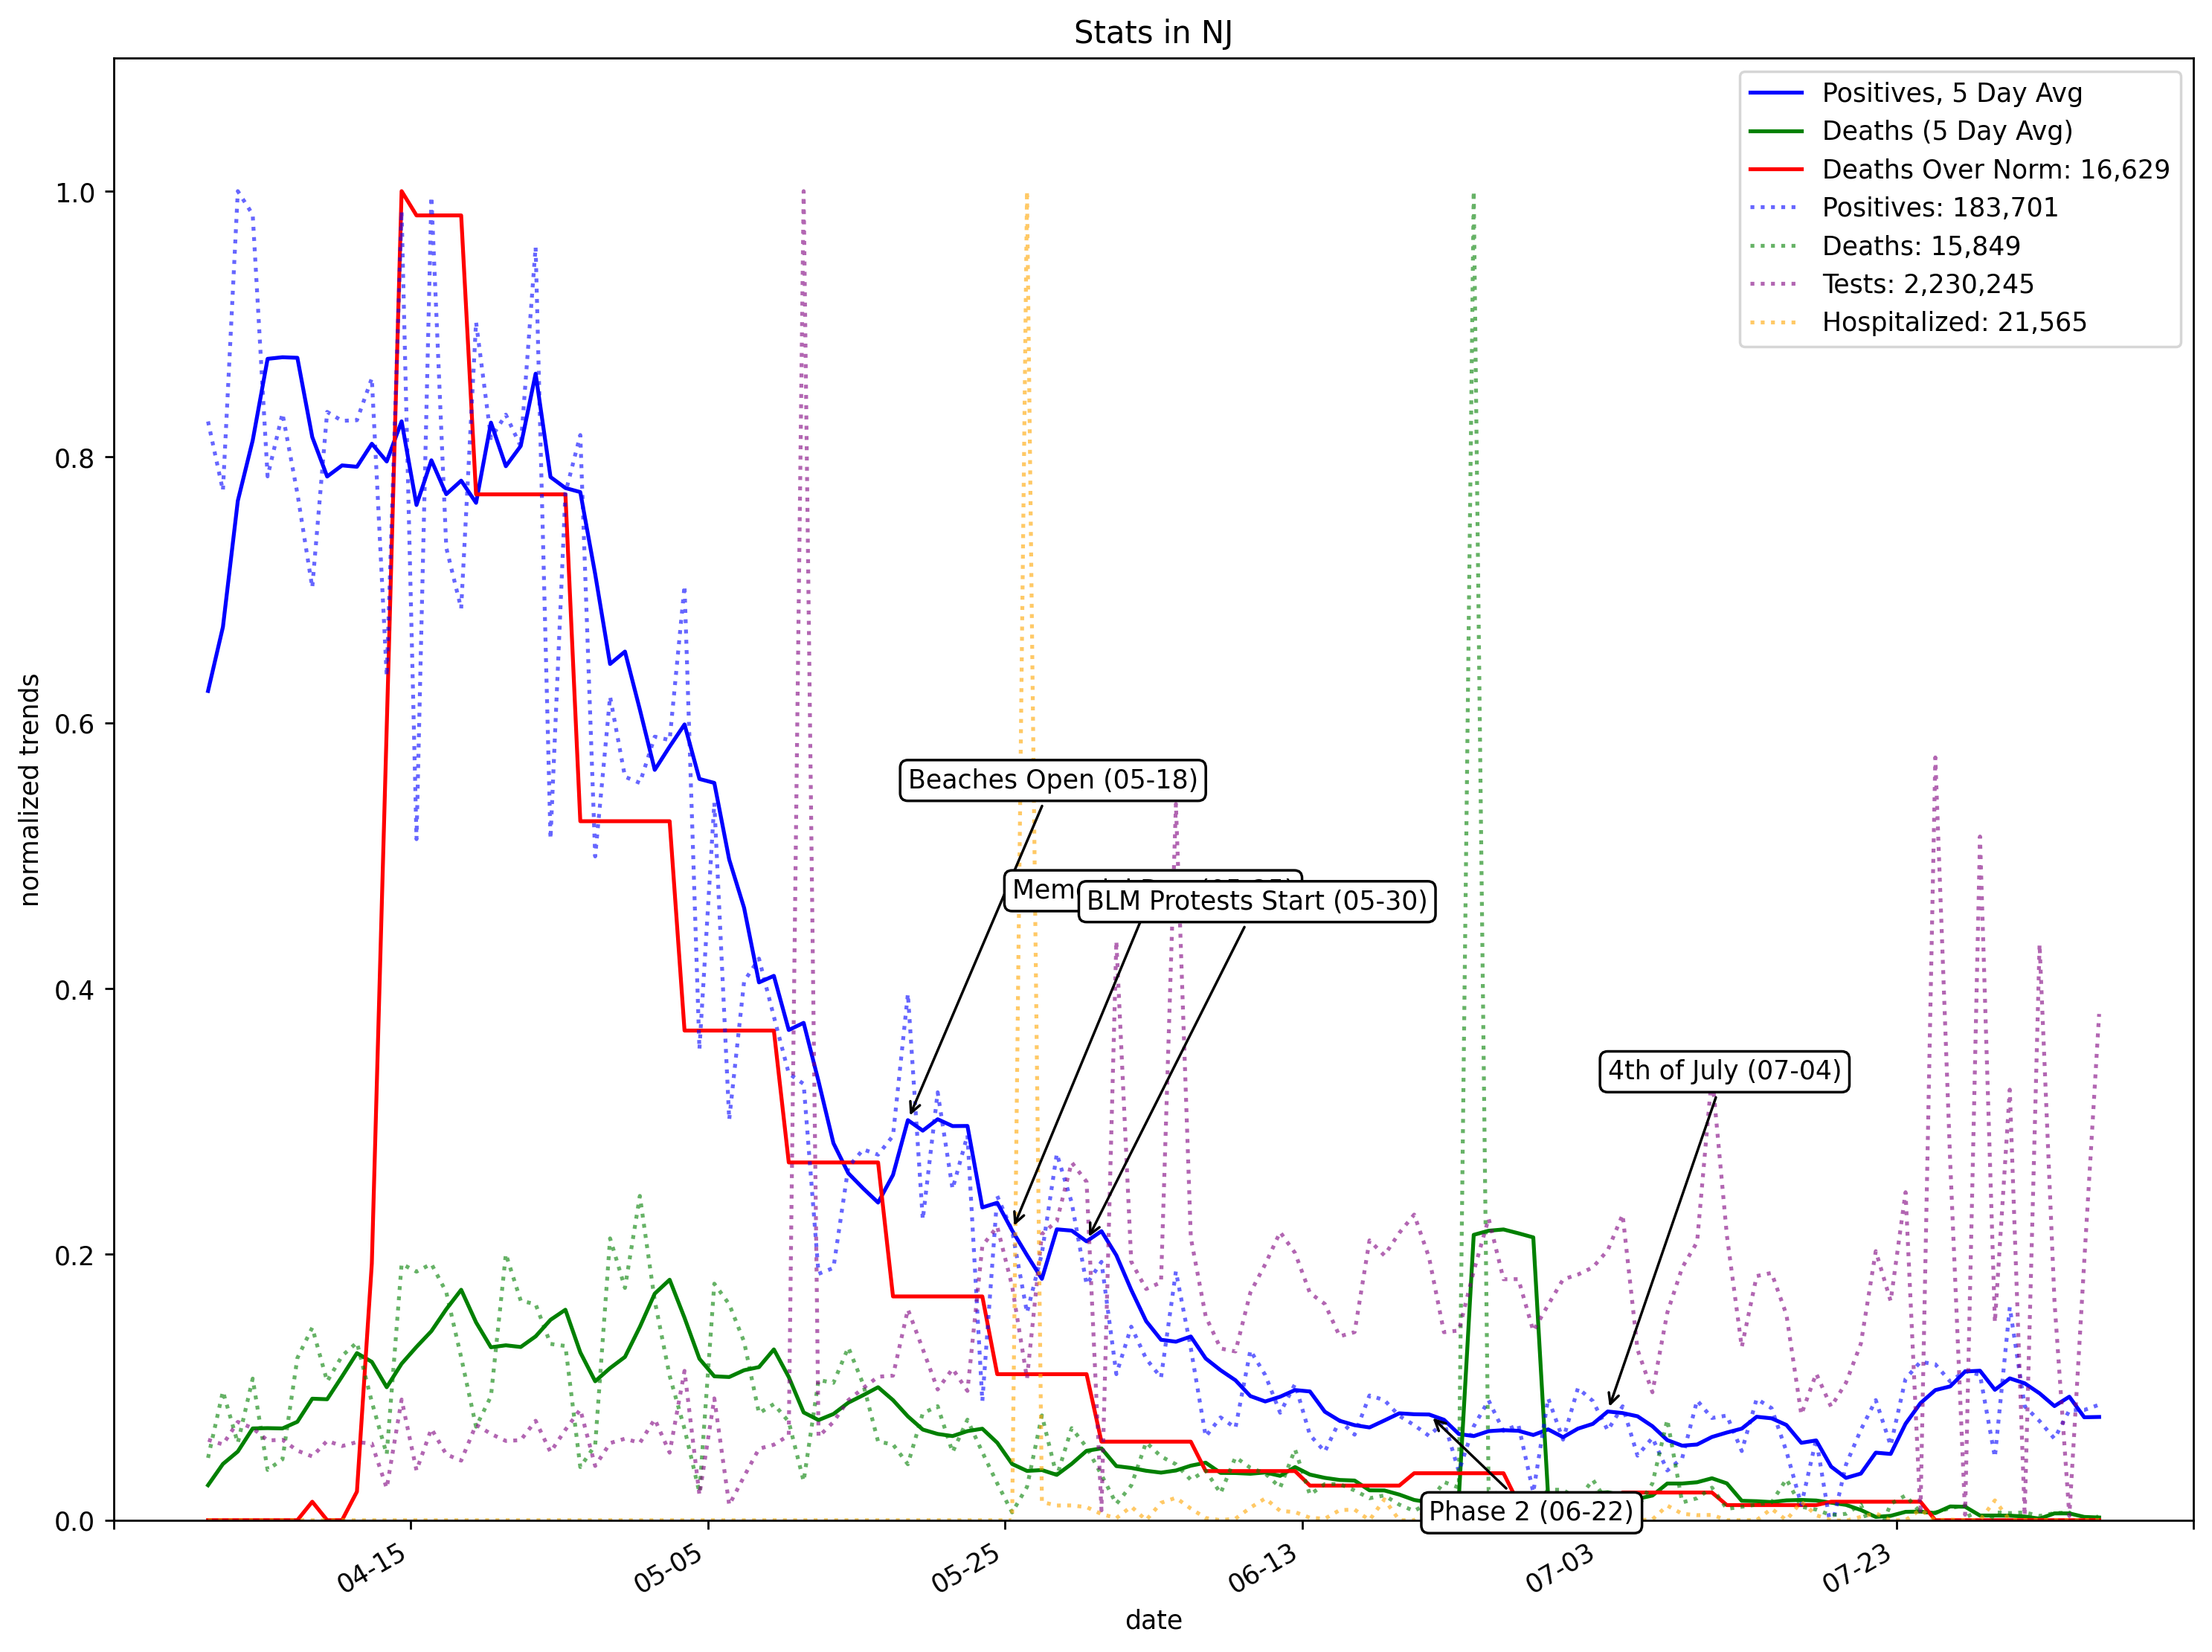 Stats in NJ
Positives, 5 Day Avg
Deaths (5 Day Avg)
Deaths Over Norm: 16,629
Positives: 183,701
Deaths: 15,849
Tests: 2,230,245
Hospitalized: 21,565
normalized trends
1.0
0.8
0.6
0.4
0.2
0.0
Beaches Open (05-18)
BLM Protests Start (05-30)
4th of July (07-04)
Phase 2 (06-22)
04-15
05-05
05-25
06-13
07-03
07-23
date